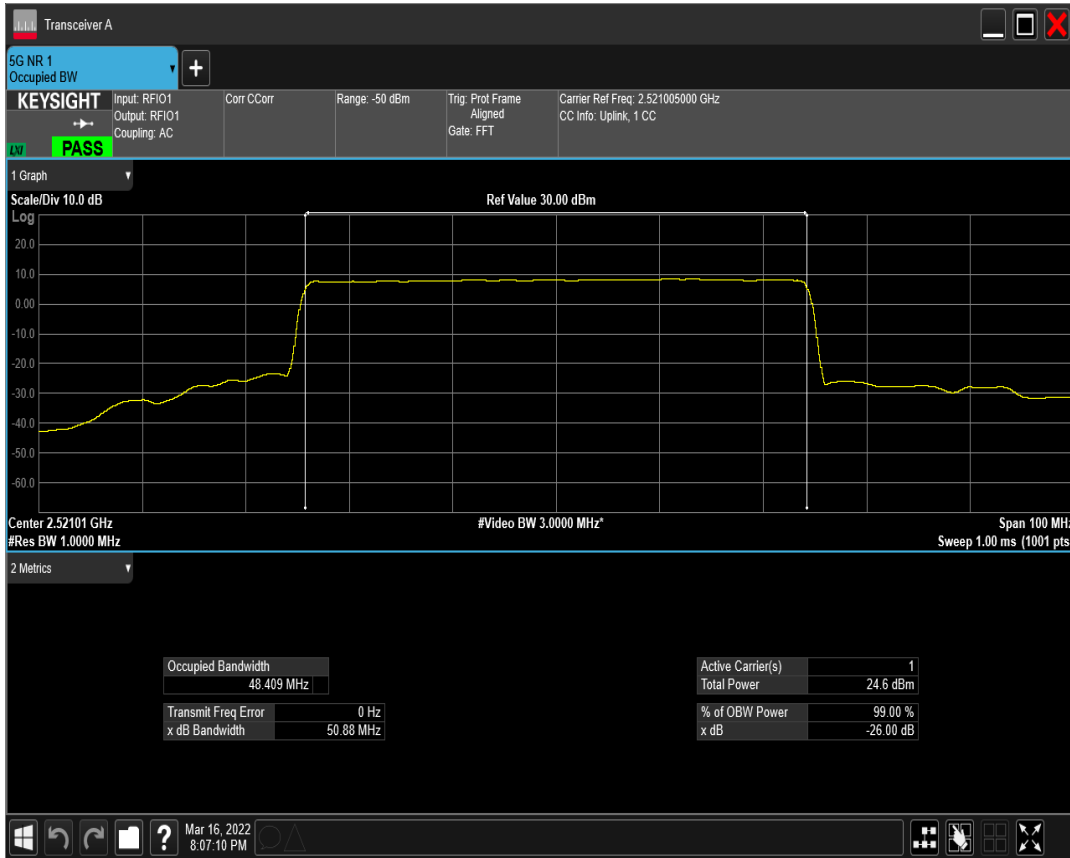 Transceiver A
5G NR 1
Occupied BW
+
KEYSIGHT
LXI
PASS
Input: RFIO1
Output: RFIO1
Coupling: AC
Corr CCorr
Range: -50 dBm
Trig: Prot Frame
Aligned
Gate: FFT
Carrier Ref Freq: 2.521005000 GHz
CC Info: Uplink, 1 CC
1 Graph
Scale/Div 10.0 dB
Ref Value 30.00 dBm
Log
20.0
10.0
0.00
-10.0
-20.0
-30.0
-40.0
-50.0
-60.0
Center 2.52101 GHz
#Video BW 3.0000 MHz*
Span 100 MHz
#Res BW 1.0000 MHz
Sweep 1.00 ms (1001 pts
2 Metrics
Occupied Bandwidth
48.409 MHz
Transmit Freq Error 0 Hz
x dB Bandwidth 50.88 MHz
Active Carrier(s) 1
Total Power 24.6 dBm
% of OBW Power 99.00 %
x dB -26.00 dB
?
Mar 16, 2022
8:07:10 PM